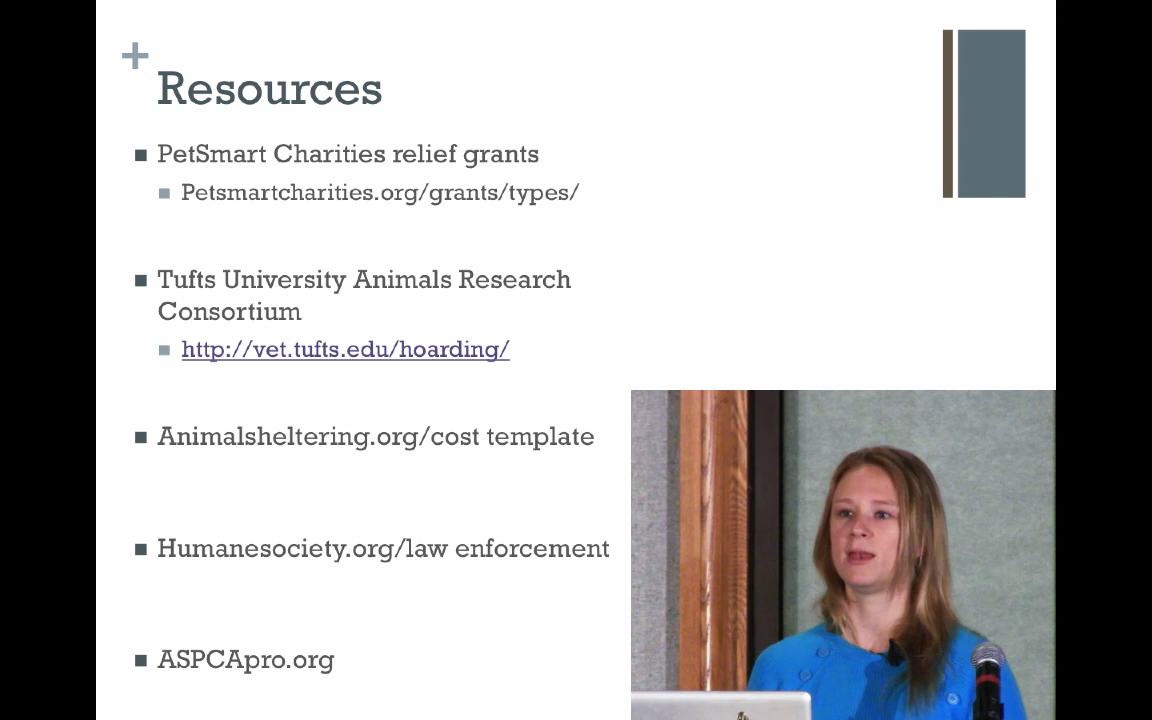 +
Resources
PetSmart Charities relief grants
Petsmartcharities.org/grants/types/
Tufts University Animals Research
Consortium
http://vet.tufts.edu/hoarding/
Animalsheltering.org/cost template
Humanesociety.org/law enforcement
ASPCApro.org